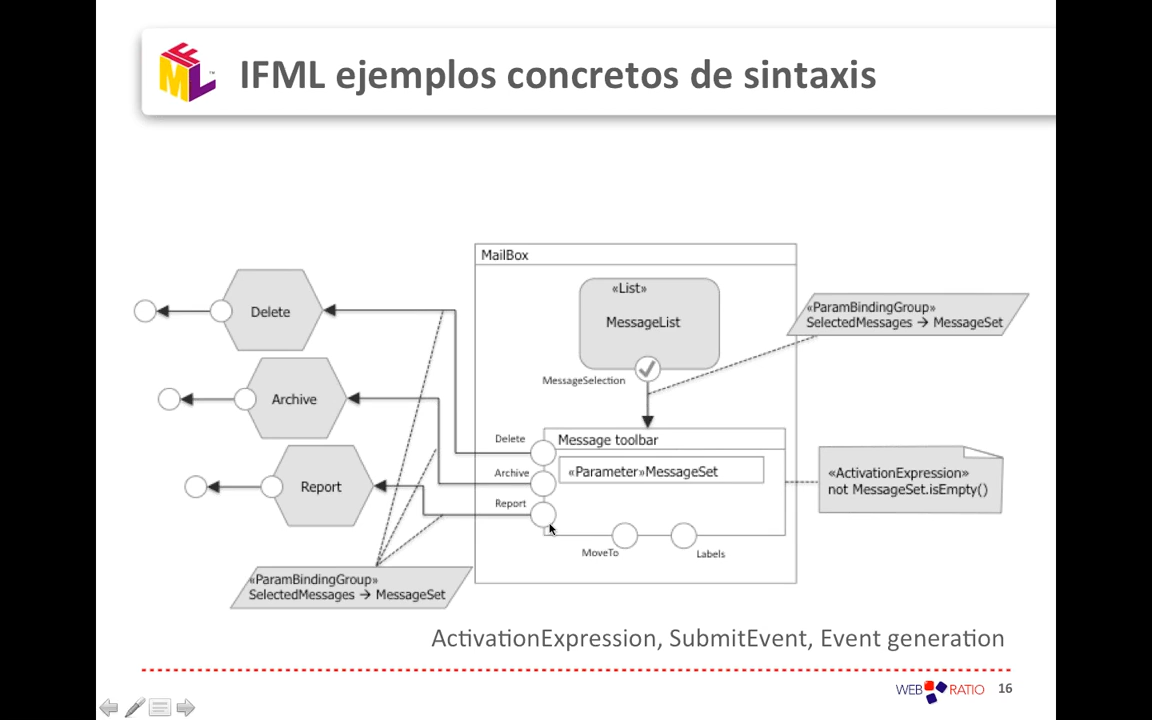 IFML ejemplos concretos de sintaxis
MailBox
«List»
MessageList
MessageSelection
«ParamBindingGroup»
SelectedMessages → MessageSet
Delete
Archive
Report
Delete
Archive
Report
Message toolbar
«Parameter»MessageSet
MoveTo
Labels
«ActivationExpression»
not MessageSet.isEmpty()
«ParamBindingGroup»
SelectedMessages → MessageSet
ActivationExpression, SubmitEvent, Event generation
WEB RATIO
16